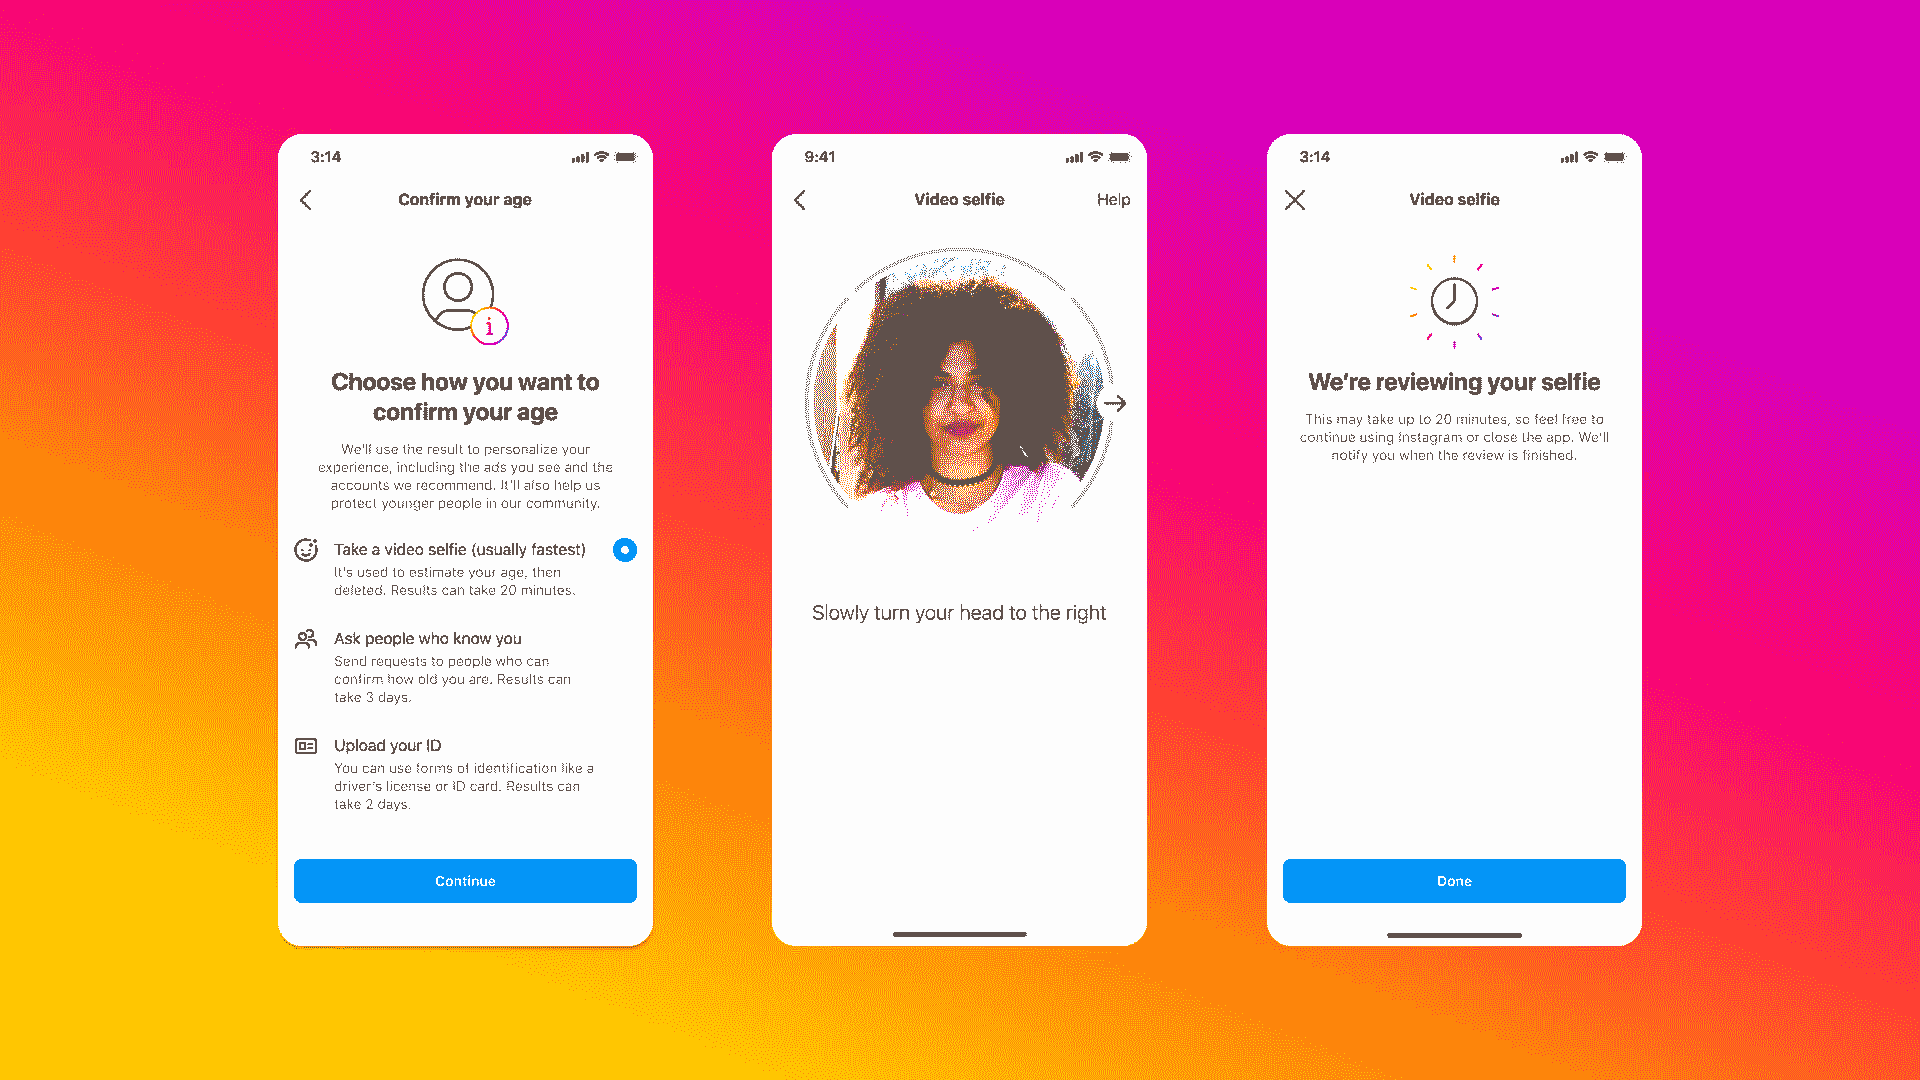 3:14
Confirm your age
Choose how you want to
confirm your age
We'll use the result to personalize your
experience, including the ads you see and the
accounts we recommend. It'll also help us
protect younger people in our community.
Take a video selfie (usually fastest)
It's used to estimate your age, then
deleted. Results can take 20 minutes.
Ask people who know you
Send requests to people who can
confirm how old you are. Results can
take 3 days.
Upload your ID
You can use forms of identification like a
driver's license or ID card. Results can
take 2 days.
Continue
9:41
Video selfie
Help
Slowly turn your head to the right
3:14
Video selfie
We're reviewing your selfie
This may take up to 20 minutes, so feel free to
continue using Instagram or close the app. We'll
notify you when the review is finished.
Done